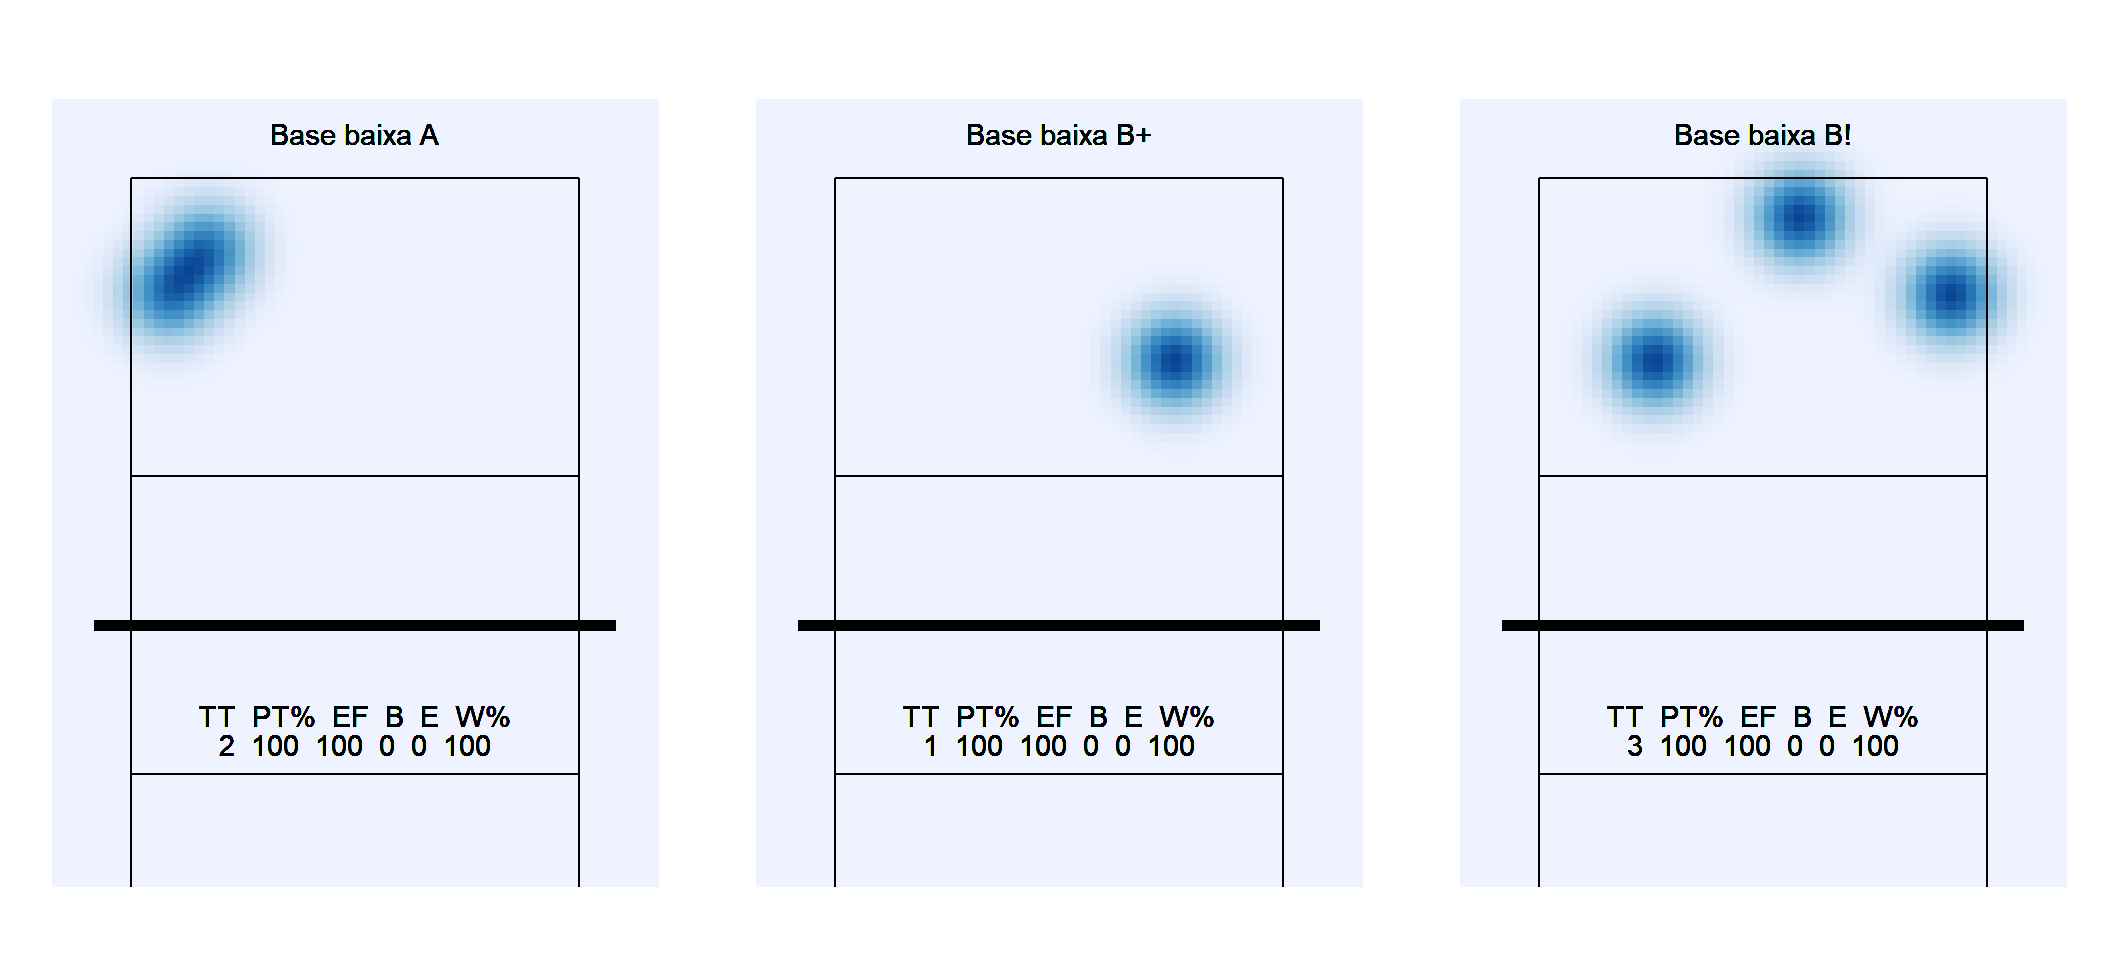 Base baixa A
TT PT% EF B E W%
2 100 100 0 0 100
Base baixa B+
TT PT% EF B E W%
1 100 100 0 0 100
Base baixa B!
TT PT% EF B E W%
3 100 100 0 0 100